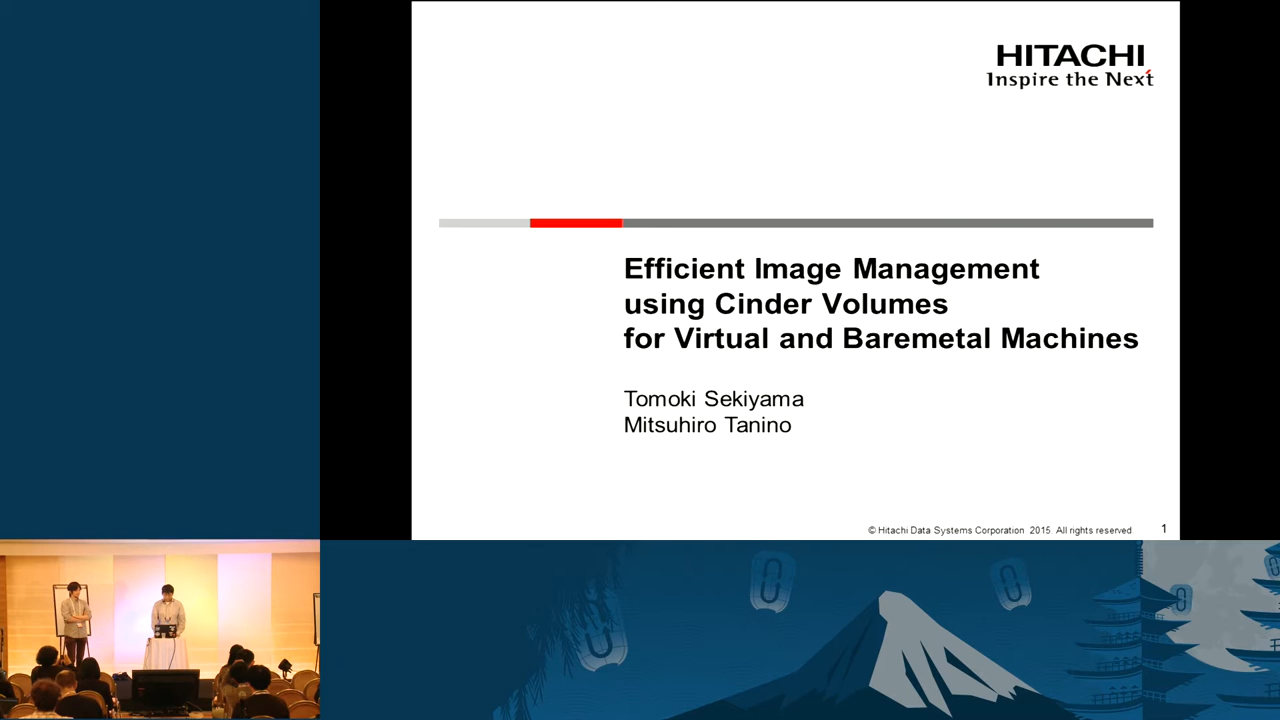 HITACHI
Inspire the Next
Efficient Image Management
using Cinder Volumes
for Virtual and Baremetal Machines
Tomoki Sekiyama
Mitsuhiro Tanino
© Hitachi Data Systems Corporation 2015. All rights reserved
1